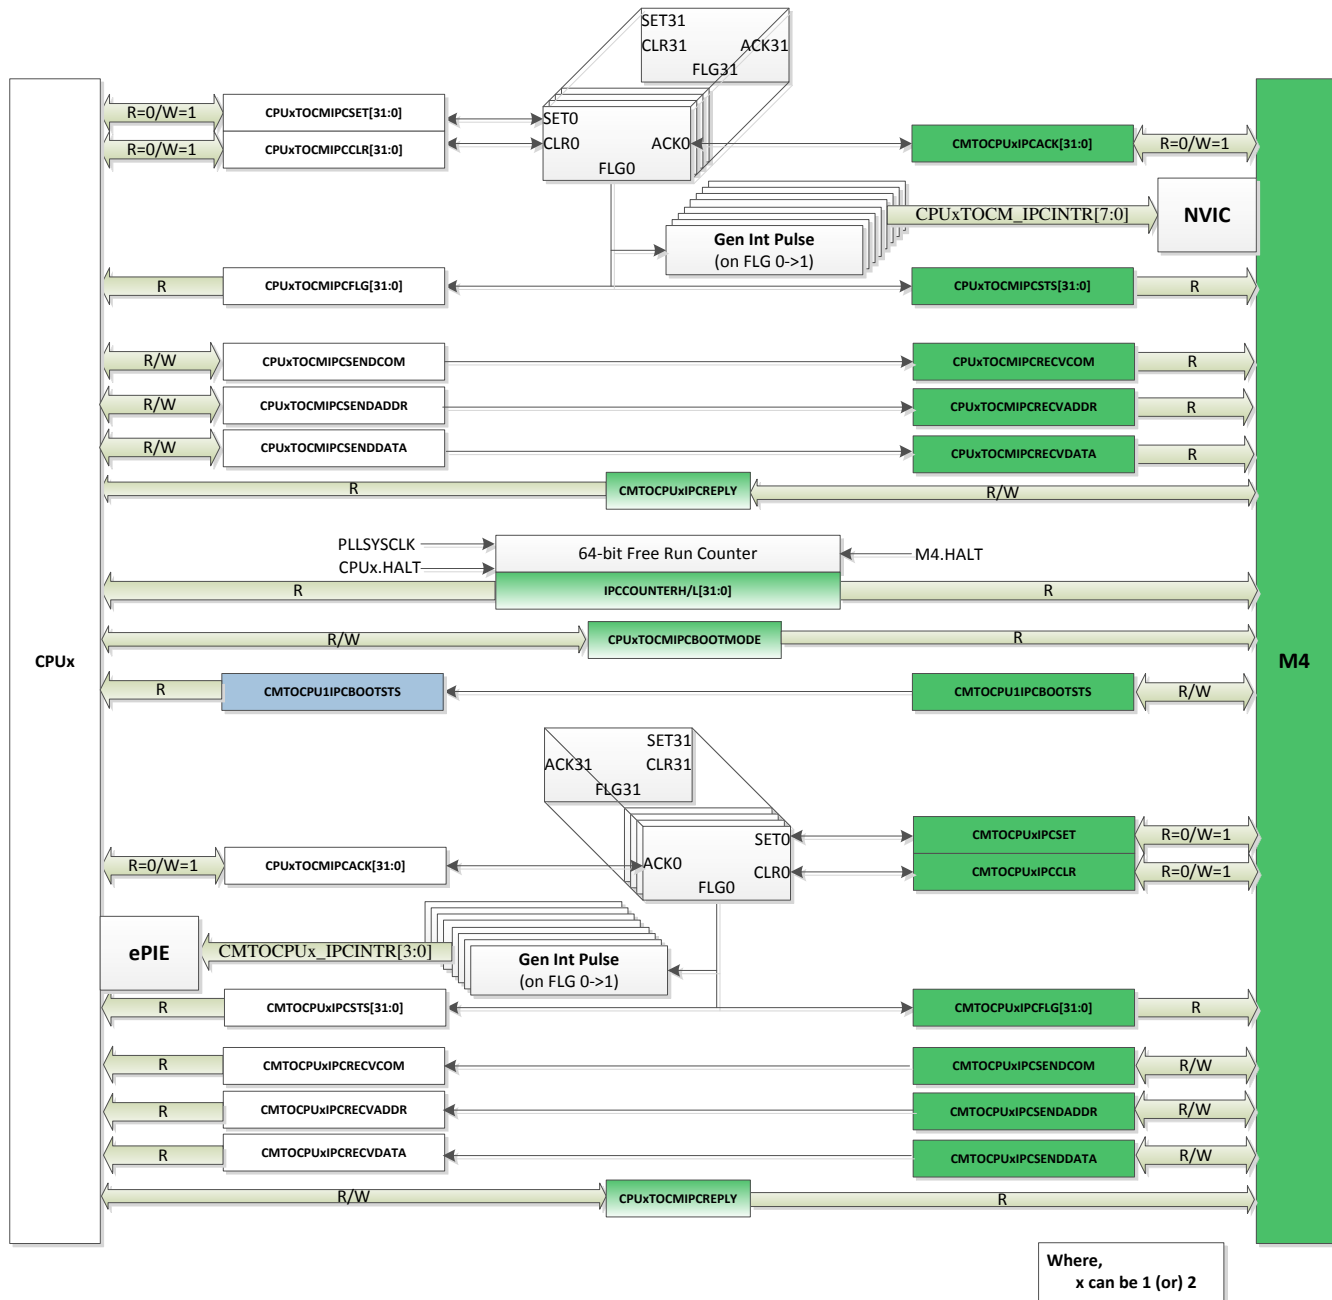 SET31
CLR31
ACK31
FLG31
R=0/W=1
CPUxTOCMIPCSET[31:0]
SET0
R=0/W=1
CPUxTOCMIPCCLR[31:0]
CLR0
ACK0
FLG0
CMTOCPUxIPCACK[31:0]
R=0/W=1
CPUxTOCM_IPCINTR[7:0]
NVIC
Gen Int Pulse
(on FLG 0->1)
R
CPUxTOCMIPCFLG[31:0]
CPUxTOCMIPCSTS[31:0]
R
R/W
CPUxTOCMIPCSENDCOM
CPUxTOCMIPCRECVCOM
R
R/W
CPUxTOCMIPCSENDADDR
CPUxTOCMIPCRECVADDR
R
R/W
CPUxTOCMIPCSENDDATA
CPUxTOCMIPCRECVDATA
R
R
CMTOCPUxIPCREPLY
R/W
PLLSYSCLK
64-bit Free Run Counter
M4.HALT
CPUx.HALT
R
IPCCOUNTERH/L[31:0]
R
R/W
CPUxTOCMIPCBOOTMODE
R
CPUx
M4
R
CMTOCPU1IPCBOOTSTS
CMTOCPU1IPCBOOTSTS
R/W
SET31
ACK31
CLR31
FLG31
SET0
CMTOCPUxIPCSET
R=0/W=1
R=0/W=1
CPUxTOCMIPCACK[31:0]
ACK0
CLR0
FLG0
CMTOCPUxIPCCLR
R=0/W=1
ePIE
CMTOCPUx_IPCINTR[3:0]
Gen Int Pulse
(on FLG 0->1)
R
CMTOCPUxIPCSTS[31:0]
CMTOCPUxIPCFLG[31:0]
R
R
CMTOCPUxIPCRECVCOM
CMTOCPUxIPCSENDCOM
R/W
R
CMTOCPUxIPCRECVADDR
CMTOCPUxIPCSENDADDR
R/W
R
CMTOCPUxIPCRECVDATA
CMTOCPUxIPCSENDDATA
R/W
R/W
CPUxTOCMIPCREPLY
R
Where,
x can be 1 (or) 2